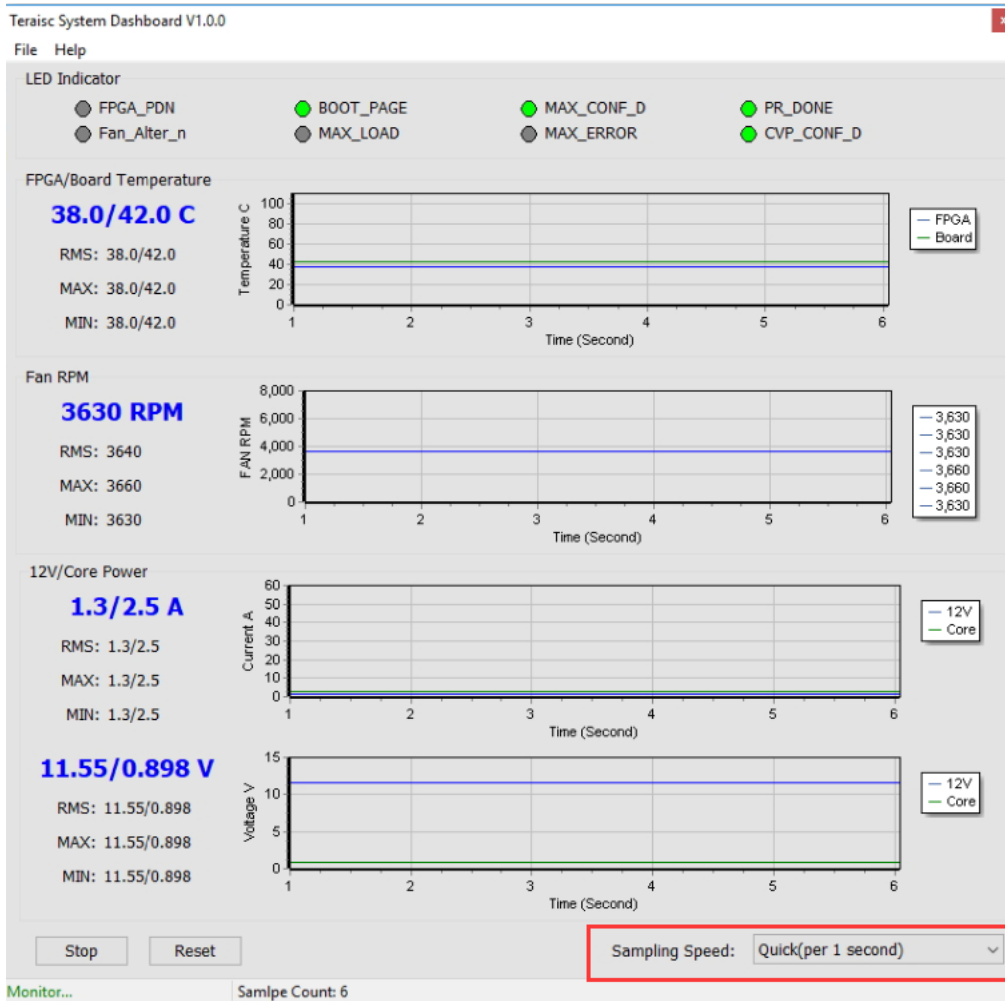 Teraisc System Dashboard V1.0.0
File Help
LED Indicator
FPGA_PDN BOOT_PAGE MAX_CONF_D PR_DONE
Fan_Alter_n MAX_LOAD MAX_ERROR CVP_CONF_D
FPGA/Board Temperature
38.0/42.0 C
RMS: 38.0/42.0
MAX: 38.0/42.0
MIN: 38.0/42.0
Temperature C
100
80
60
40
20
0
1 2 3 4 5 6
Time (Second)
FPGA
Board
Fan RPM
3630 RPM
RMS: 3640
MAX: 3660
MIN: 3630
FAN RPM
8,000
6,000
4,000
2,000
0
1 2 3 4 5 6
Time (Second)
3,630
3,630
3,630
3,660
3,660
3,630
12V/Core Power
1.3/2.5 A
RMS: 1.3/2.5
MAX: 1.3/2.5
MIN: 1.3/2.5
Current A
60
50
40
30
20
10
0
1 2 3 4 5 6
Time (Second)
12V
Core
11.55/0.898 V
RMS: 11.55/0.898
MAX: 11.55/0.898
MIN: 11.55/0.898
Voltage V
15
10
5
0
1 2 3 4 5 6
Time (Second)
12V
Core
Stop Reset Sampling Speed: Quick(per 1 second)
Monitor... Samlpe Count: 6